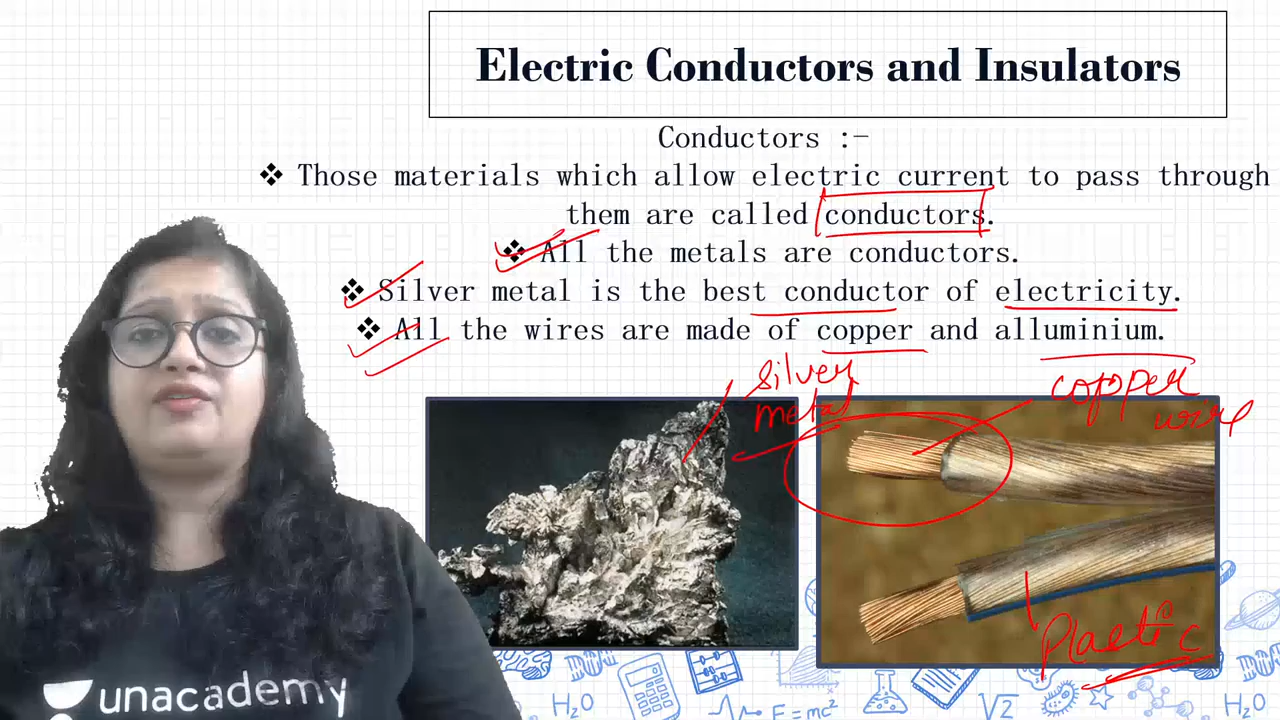 Electric Conductors and Insulators
Conductors :-
❖ Those materials which allow electric current to pass through
them are called conductors.
❖ All the metals are conductors.
❖ Silver metal is the best conductor of electricity.
❖ All the wires are made of copper and alluminium.
silver
metal
copper
wire
Plastic
unacademy
H₂O
E=mc²
√2
H₂O